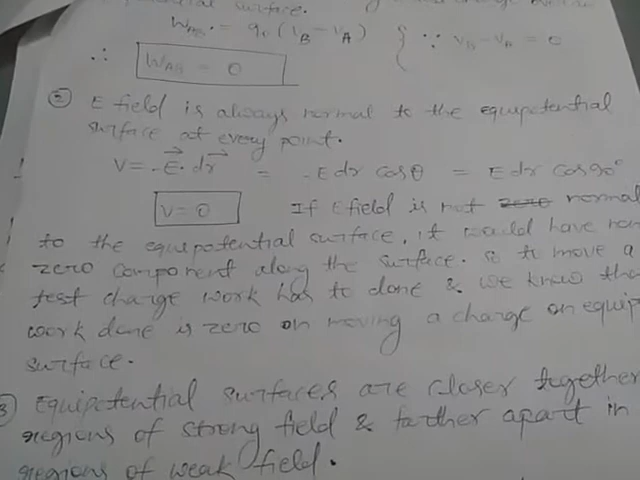 surface.
W_AB = q₀ (V_B − V_A) { ∵ V_B − V_A = 0
∴ W_AB = 0
② E field is always normal to the equipotential
surface at every point.
V = -E⃗. dr⃗ = - E dr cosθ = E dr cos90°
V = 0 If E field is not normal
to the equipotential surface, it would have non
zero component along the surface. so to move a
test charge work has to done & we know the
work done is zero on moving a charge on equip
surface.
3 Equipotential surfaces are closer together
regions of strong field & farther apart in
regions of weak field.